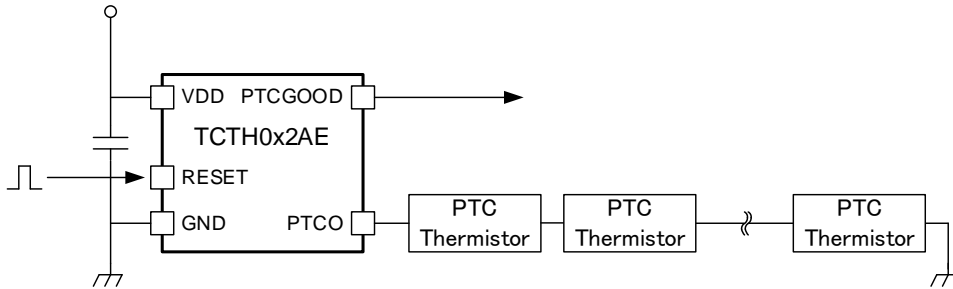 VDD PTCGOOD
TCTH0x2AE
RESET
GND PTCO
PTC
Thermistor
PTC
Thermistor
PTC
Thermistor